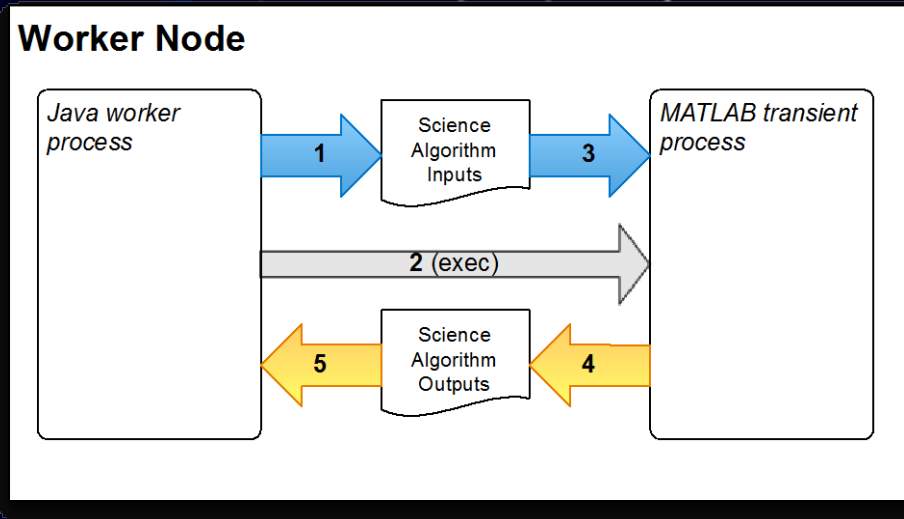 Worker Node
Java worker
process
1
Science
Algorithm
Inputs
3
MATLAB transient
process
2 (exec)
5
Science
Algorithm
Outputs
4